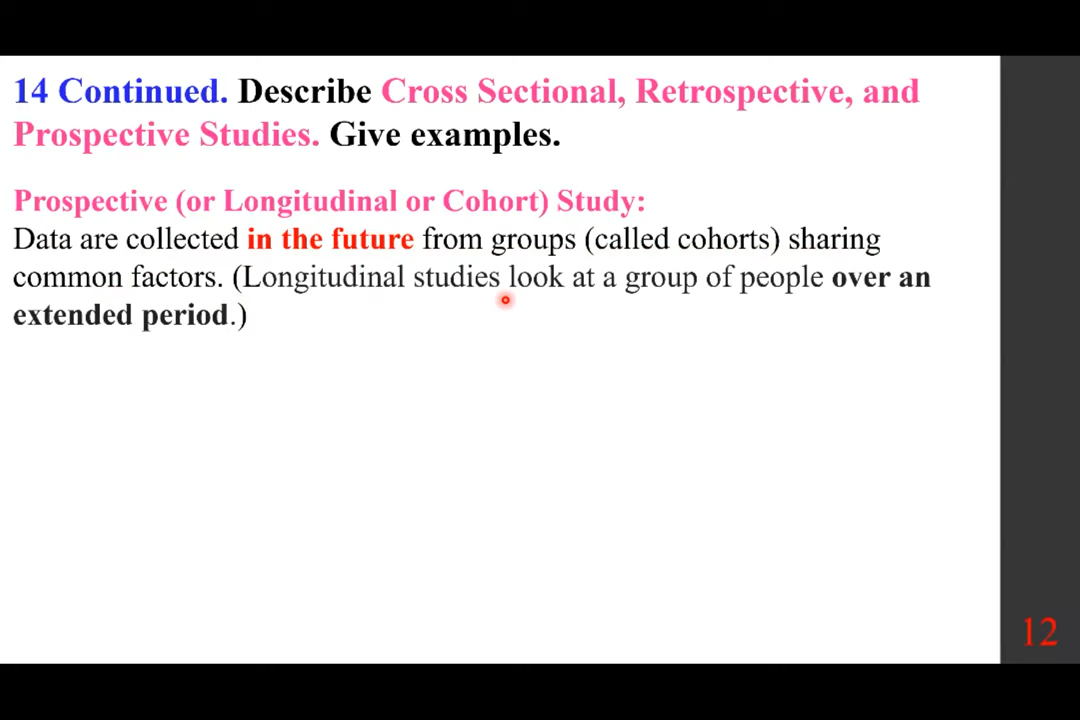 14 Continued. Describe Cross Sectional, Retrospective, and
Prospective Studies. Give examples.
Prospective (or Longitudinal or Cohort) Study:
Data are collected in the future from groups (called cohorts) sharing
common factors. (Longitudinal studies look at a group of people over an
extended period.)
12